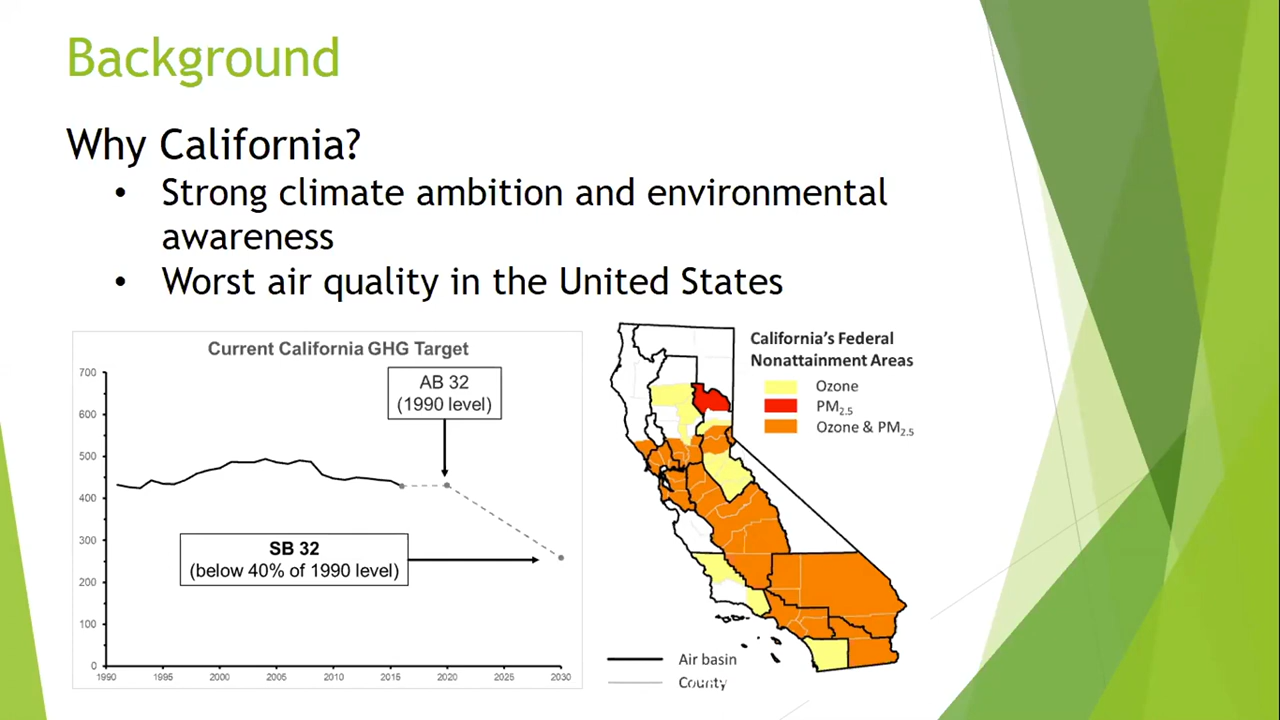 Background
Why California?
• Strong climate ambition and environmental
awareness
• Worst air quality in the United States
Current California GHG Target
700
600
500
400
300
200
100
0
1990
1995
2000
2005
2010
2015
2020
2025
2030
AB 32
(1990 level)
SB 32
(below 40% of 1990 level)
California's Federal
Nonattainment Areas
Ozone
PM2.5
Ozone & PM2.5
Air basin
County